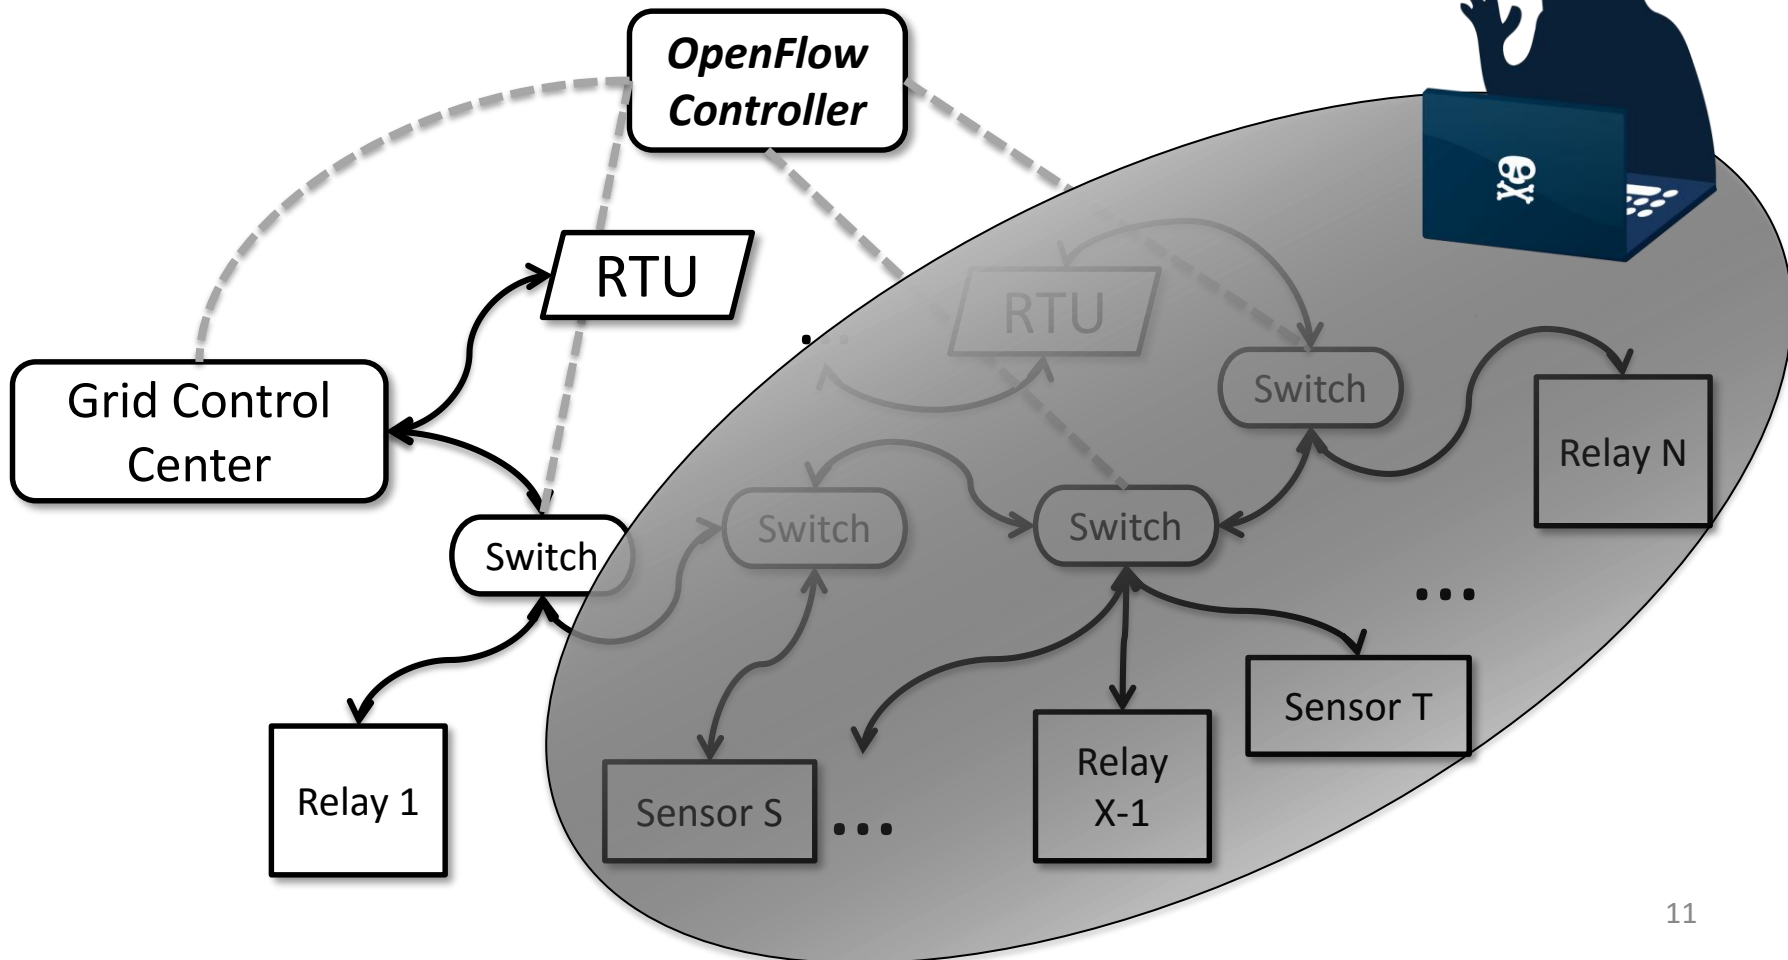 OpenFlow
Controller
RTU
RTU
...
Grid Control
Center
Switch
Relay N
Switch
Switch
Switch
...
Sensor T
Relay
X-1
Relay 1
Sensor S
...
11